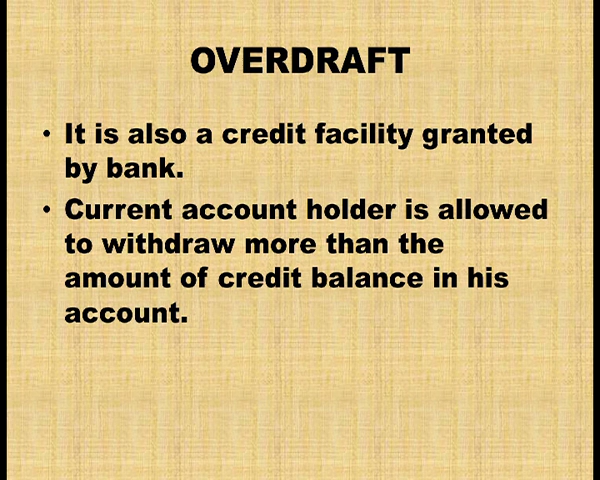 OVERDRAFT
• It is also a credit facility granted
by bank.
• Current account holder is allowed
to withdraw more than the
amount of credit balance in his
account.